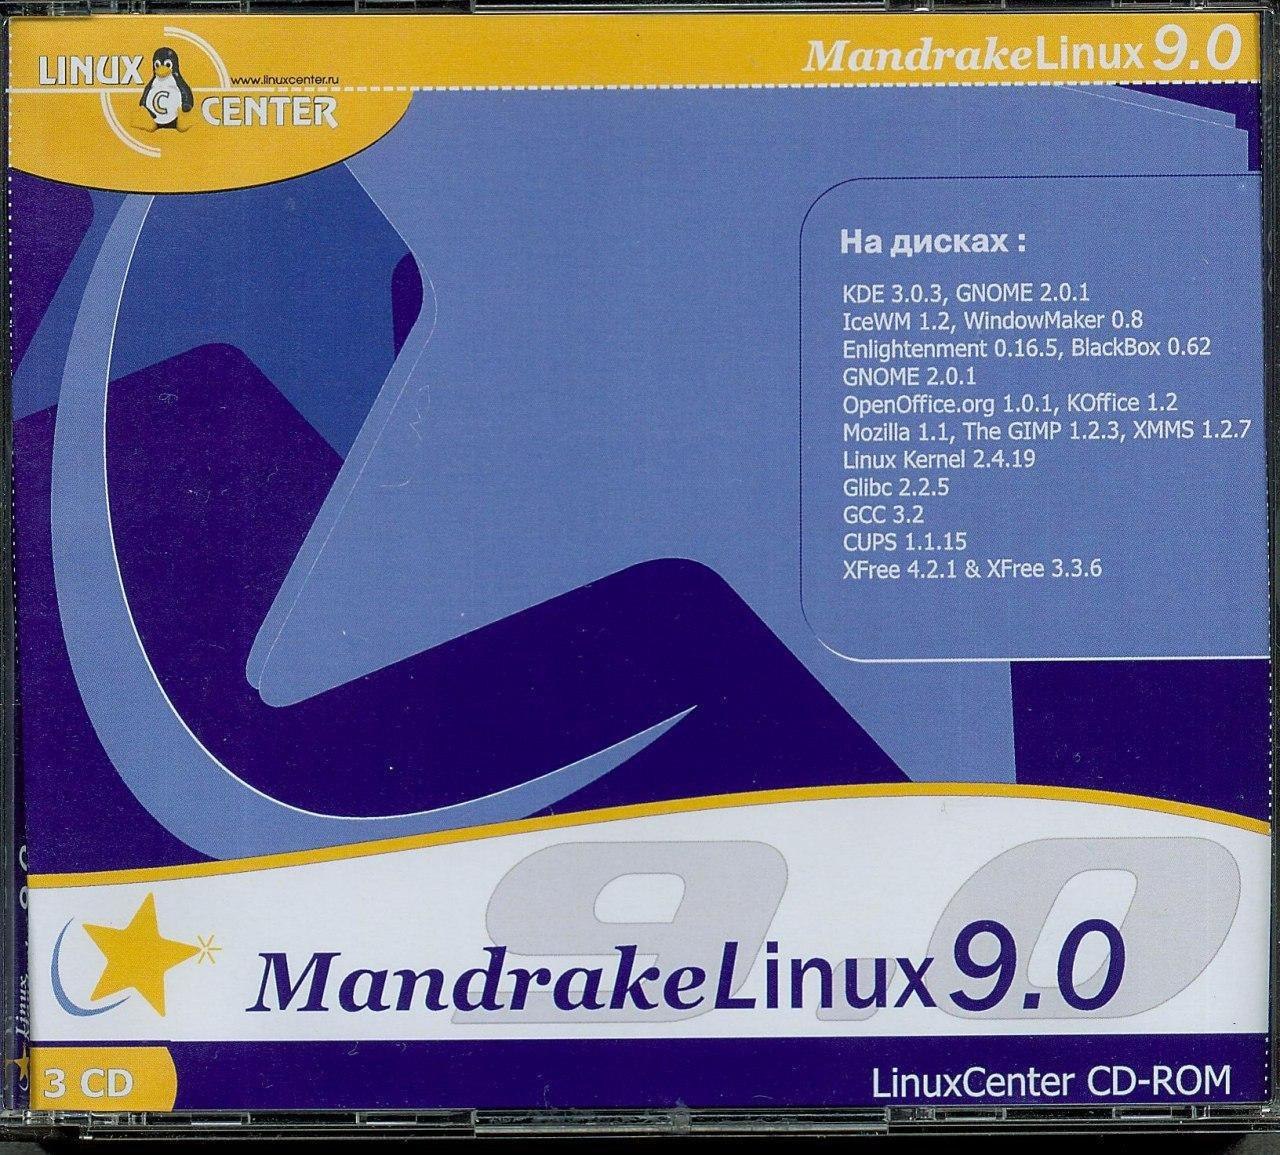 LINUX
www.linuxcenter.ru
CENTER
MandrakeLinux 9.0
На дисках :
KDE 3.0.3, GNOME 2.0.1
IceWM 1.2, WindowMaker 0.8
Enlightenment 0.16.5, BlackBox 0.62
GNOME 2.0.1
OpenOffice.org 1.0.1, KOffice 1.2
Mozilla 1.1, The GIMP 1.2.3, XMMS 1.2.7
Linux Kernel 2.4.19
Glibc 2.2.5
GCC 3.2
CUPS 1.1.15
XFree 4.2.1 & XFree 3.3.6
9.0
MandrakeLinux 9.0
3 CD
LinuxCenter CD-ROM
Linux